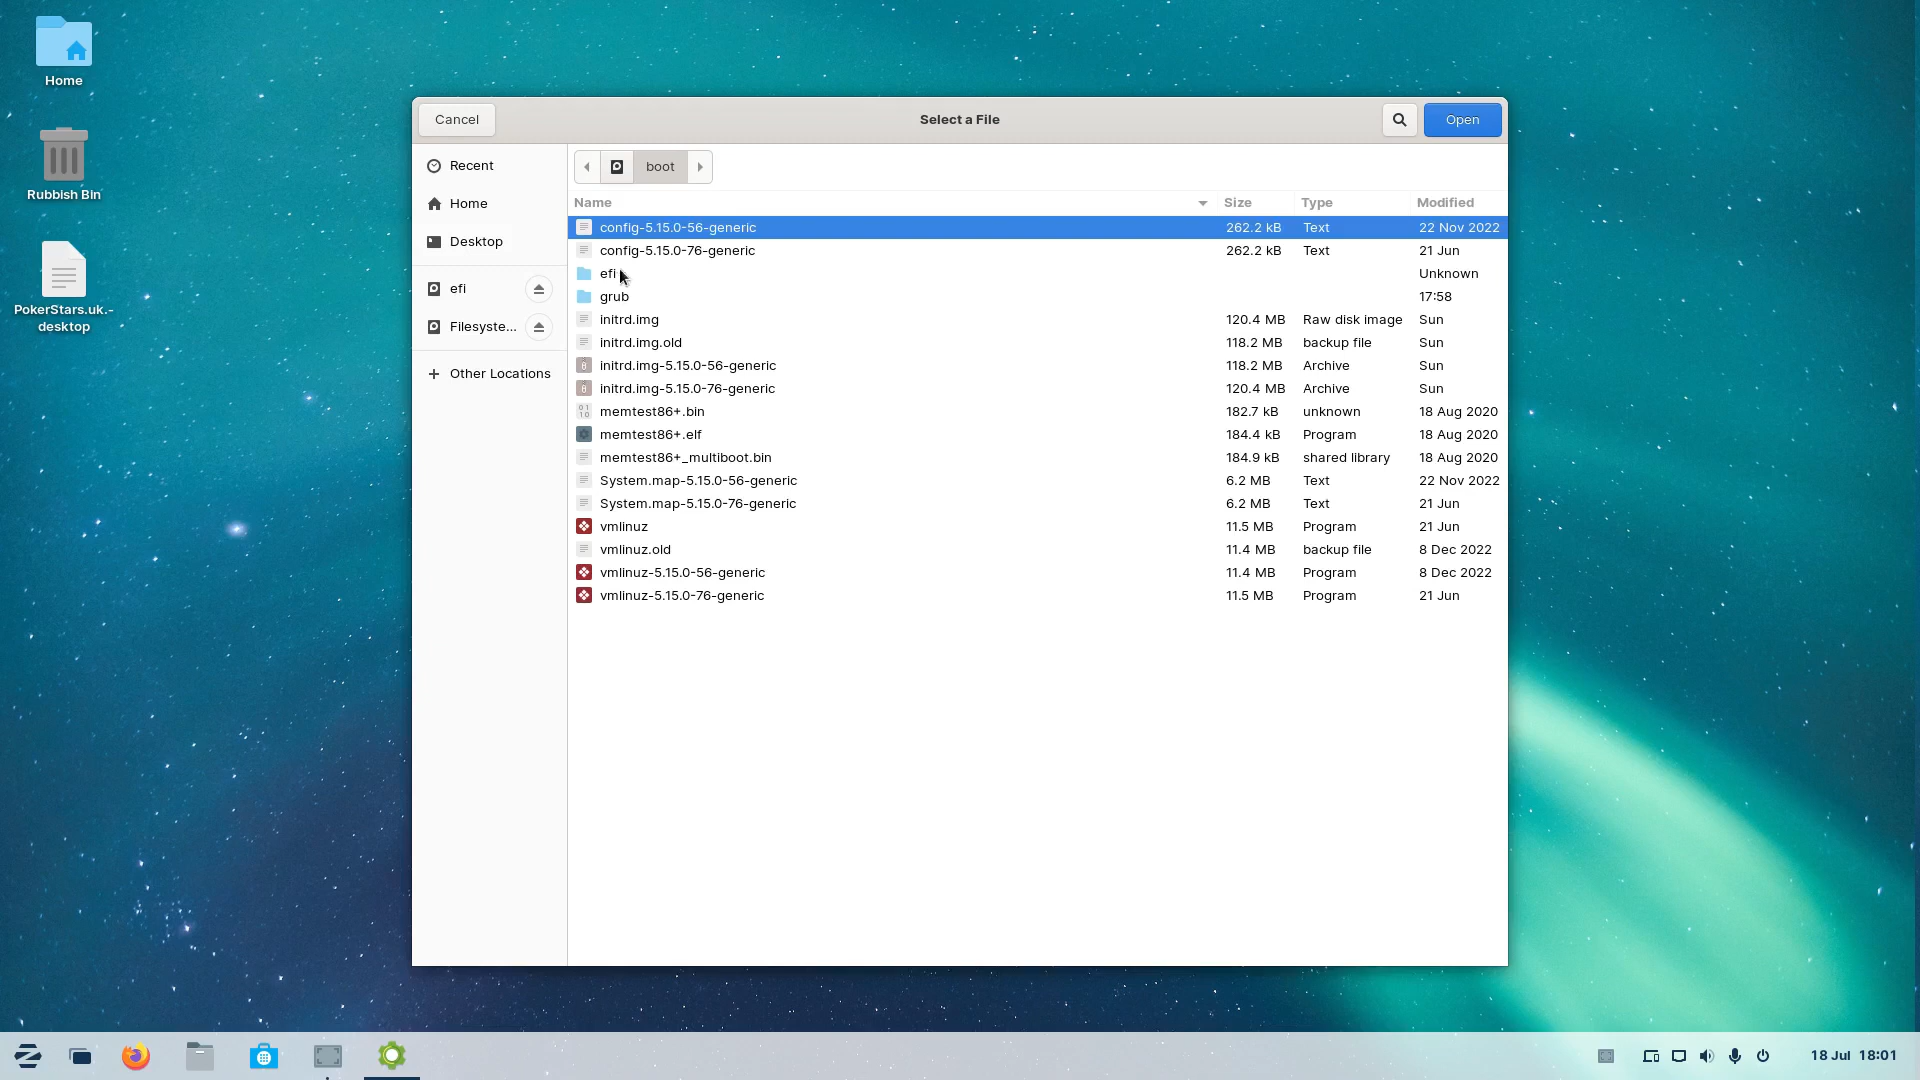 Home
Rubbish Bin
PokerStars.uk.-
desktop
Cancel
Select a File
Open
Recent
Home
Desktop
efi
Filesyste...
Other Locations
boot
Name Size Type Modified
config-5.15.0-56-generic 262.2 kB Text 22 Nov 2022
config-5.15.0-76-generic 262.2 kB Text 21 Jun
efi Unknown
grub 17:58
initrd.img 120.4 MB Raw disk image Sun
initrd.img.old 118.2 MB backup file Sun
initrd.img-5.15.0-56-generic 118.2 MB Archive Sun
initrd.img-5.15.0-76-generic 120.4 MB Archive Sun
memtest86+.bin 182.7 kB unknown 18 Aug 2020
memtest86+.elf 184.4 kB Program 18 Aug 2020
memtest86+_multiboot.bin 184.9 kB shared library 18 Aug 2020
System.map-5.15.0-56-generic 6.2 MB Text 22 Nov 2022
System.map-5.15.0-76-generic 6.2 MB Text 21 Jun
vmlinuz 11.5 MB Program 21 Jun
vmlinuz.old 11.4 MB backup file 8 Dec 2022
vmlinuz-5.15.0-56-generic 11.4 MB Program 8 Dec 2022
vmlinuz-5.15.0-76-generic 11.5 MB Program 21 Jun
18 Jul 18:01